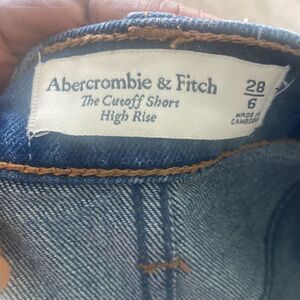 Abercrombie & Fitch
The Cutoff Short
High Rise
28
6
MADE IN
CAMBODIA